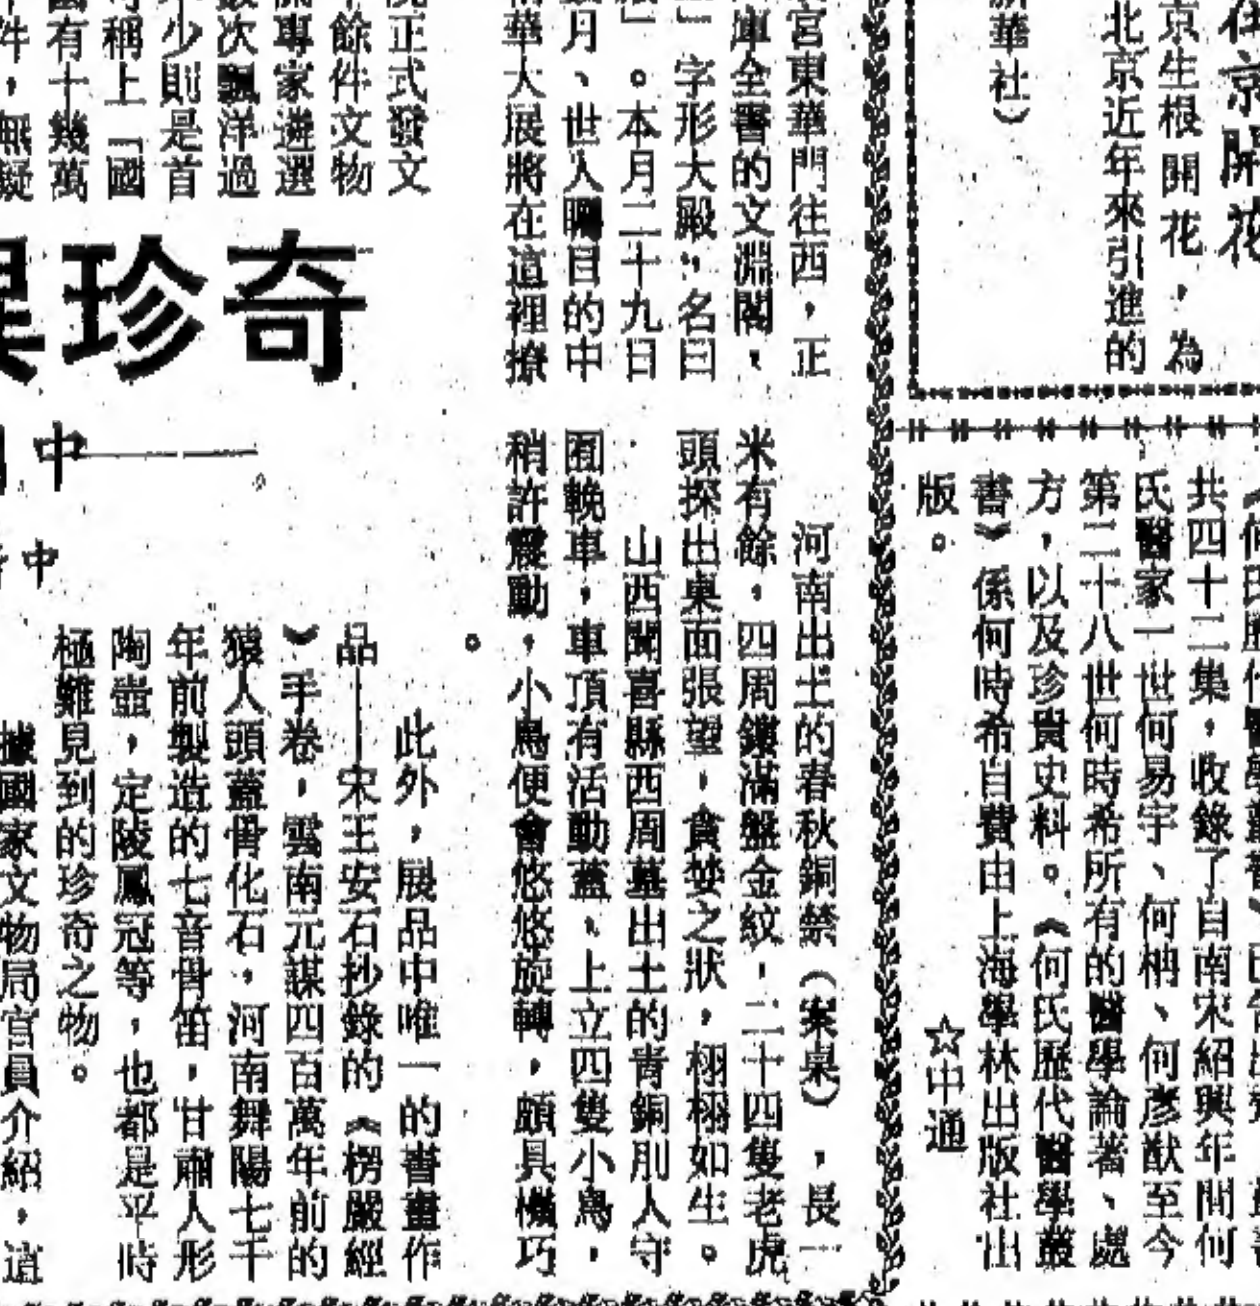 京開花
京生根開花，為
北京近年來引進的
華社）
共四十二集，收錄了自南宋紹興年間何
氏醫家一世何易宇、何柟、何彥猷至今
第二十八世何時希所有的醫學論著、處
方，以及珍貴史料。《何氏歷代醫學叢
書》係何時希自費由上海學林出版社出
版。
☆中通
宮東華門往西，正
庫全書的文淵閣，
」字形大殿，名曰
」。本月二十九日
月、世人矚目的中
華大展將在這裡撩
河南出土的春秋銅禁（案桌），長一
米有餘，四周鑲滿盤金紋，二十四隻老虎
頭探出桌面張望，貪婪之狀，栩栩如生。
山西聞喜縣西周墓出土的青銅刖人守
囿輓車，車頂有活動蓋，上立四隻小鳥，
稍許震動，小鳥便會悠悠旋轉，頗具機巧
。
正式發文
餘件文物
專家遴選
次飄洋過
少則是首
稱上「國
有十幾萬
件，無疑
奇珍
——中
中
此外，展品中唯一的書畫作
品——宋王安石抄錄的《楞嚴經
》手卷，雲南元謀四百萬年前的
猿人頭蓋骨化石，河南舞陽七千
年前製造的七音骨笛，甘肅人形
陶壺，定陵鳳冠等，也都是平時
極難見到的珍奇之物。
據國家文物局官員介紹，這